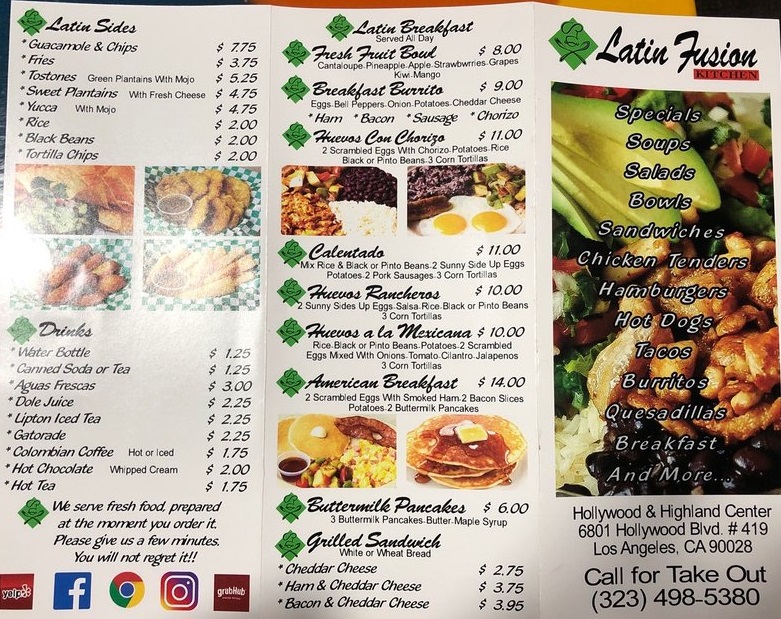 Latin Sides
* Guacamole & Chips $ 7.75
* Fries $ 3.75
* Tostones Green Plantains With Mojo $ 5.25
* Sweet Plantains With Fresh Cheese $ 4.75
* Yucca With Mojo $ 4.75
* Rice $ 2.00
* Black Beans $ 2.00
* Tortilla Chips $ 2.00
Drinks
* Water Bottle $ 1.25
* Canned Soda or Tea $ 1.25
* Aguas Frescas $ 3.00
* Dole Juice $ 2.25
* Lipton Iced Tea $ 2.25
* Gatorade $ 2.25
* Colombian Coffee Hot or Iced $ 1.75
* Hot Chocolate Whipped Cream $ 2.00
* Hot Tea $ 1.75
We serve fresh food, prepared
at the moment you order it.
Please give us a few minutes.
You will not regret it!!
yelp
f
GrubHub
Latin Breakfast
Served All Day
Fresh Fruit Bowl $ 8.00
Cantaloupe-Pineapple-Apple-Strawbwrries-Grapes
Kiwi-Mango
Breakfast Burrito $ 9.00
Eggs-Bell Peppers-Onion-Potatoes-Cheddar Cheese
* Ham * Bacon * Sausage * Chorizo
Huevos Con Chorizo $ 11.00
2 Scrambled Eggs With Chorizo-Potatoes-Rice
Black or Pinto Beans-3 Corn Tortillas
Calentado $ 11.00
Mix Rice & Black or Pinto Beans-2 Sunny Side Up Eggs
Potatoes-2 Pork Sausages-3 Corn Tortillas
Huevos Rancheros $ 10.00
2 Sunny Sides Up Eggs-Salsa-Rice-Black or Pinto Beans
3 Corn Tortillas
Huevos a la Mexicana $ 10.00
Rice-Black or Pinto Beans-Potatoes-2 Scrambled
Eggs Mixed With Onions-Tomato-Cilantro-Jalapenos
3 Corn Tortillas
American Breakfast $ 14.00
2 Scrambled Eggs With Smoked Ham-2 Bacon Slices
Potatoes-2 Buttermilk Pancakes
Buttermilk Pancakes $ 6.00
3 Buttermilk Pancakes-Butter-Maple Syrup
Grilled Sandwich
White or Wheat Bread
* Cheddar Cheese $ 2.75
* Ham & Cheddar Cheese $ 3.75
* Bacon & Cheddar Cheese $ 3.95
Latin Fusion
KITCHEN
Specials
Soups
Salads
Bowls
Sandwiches
Chicken Tenders
Hamburgers
Hot Dogs
Tacos
Burritos
Quesadillas
Breakfast
And More...
Hollywood & Highland Center
6801 Hollywood Blvd. # 419
Los Angeles, CA 90028
Call for Take Out
(323) 498-5380